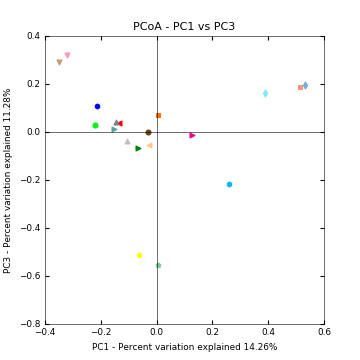 PCoA - PC1 vs PC3
0.4
0.2
0.0
−0.2
−0.4
−0.6
−0.8
−0.4 −0.2 0.0 0.2 0.4 0.6
PC3 - Percent variation explained 11.28%
PC1 - Percent variation explained 14.26%